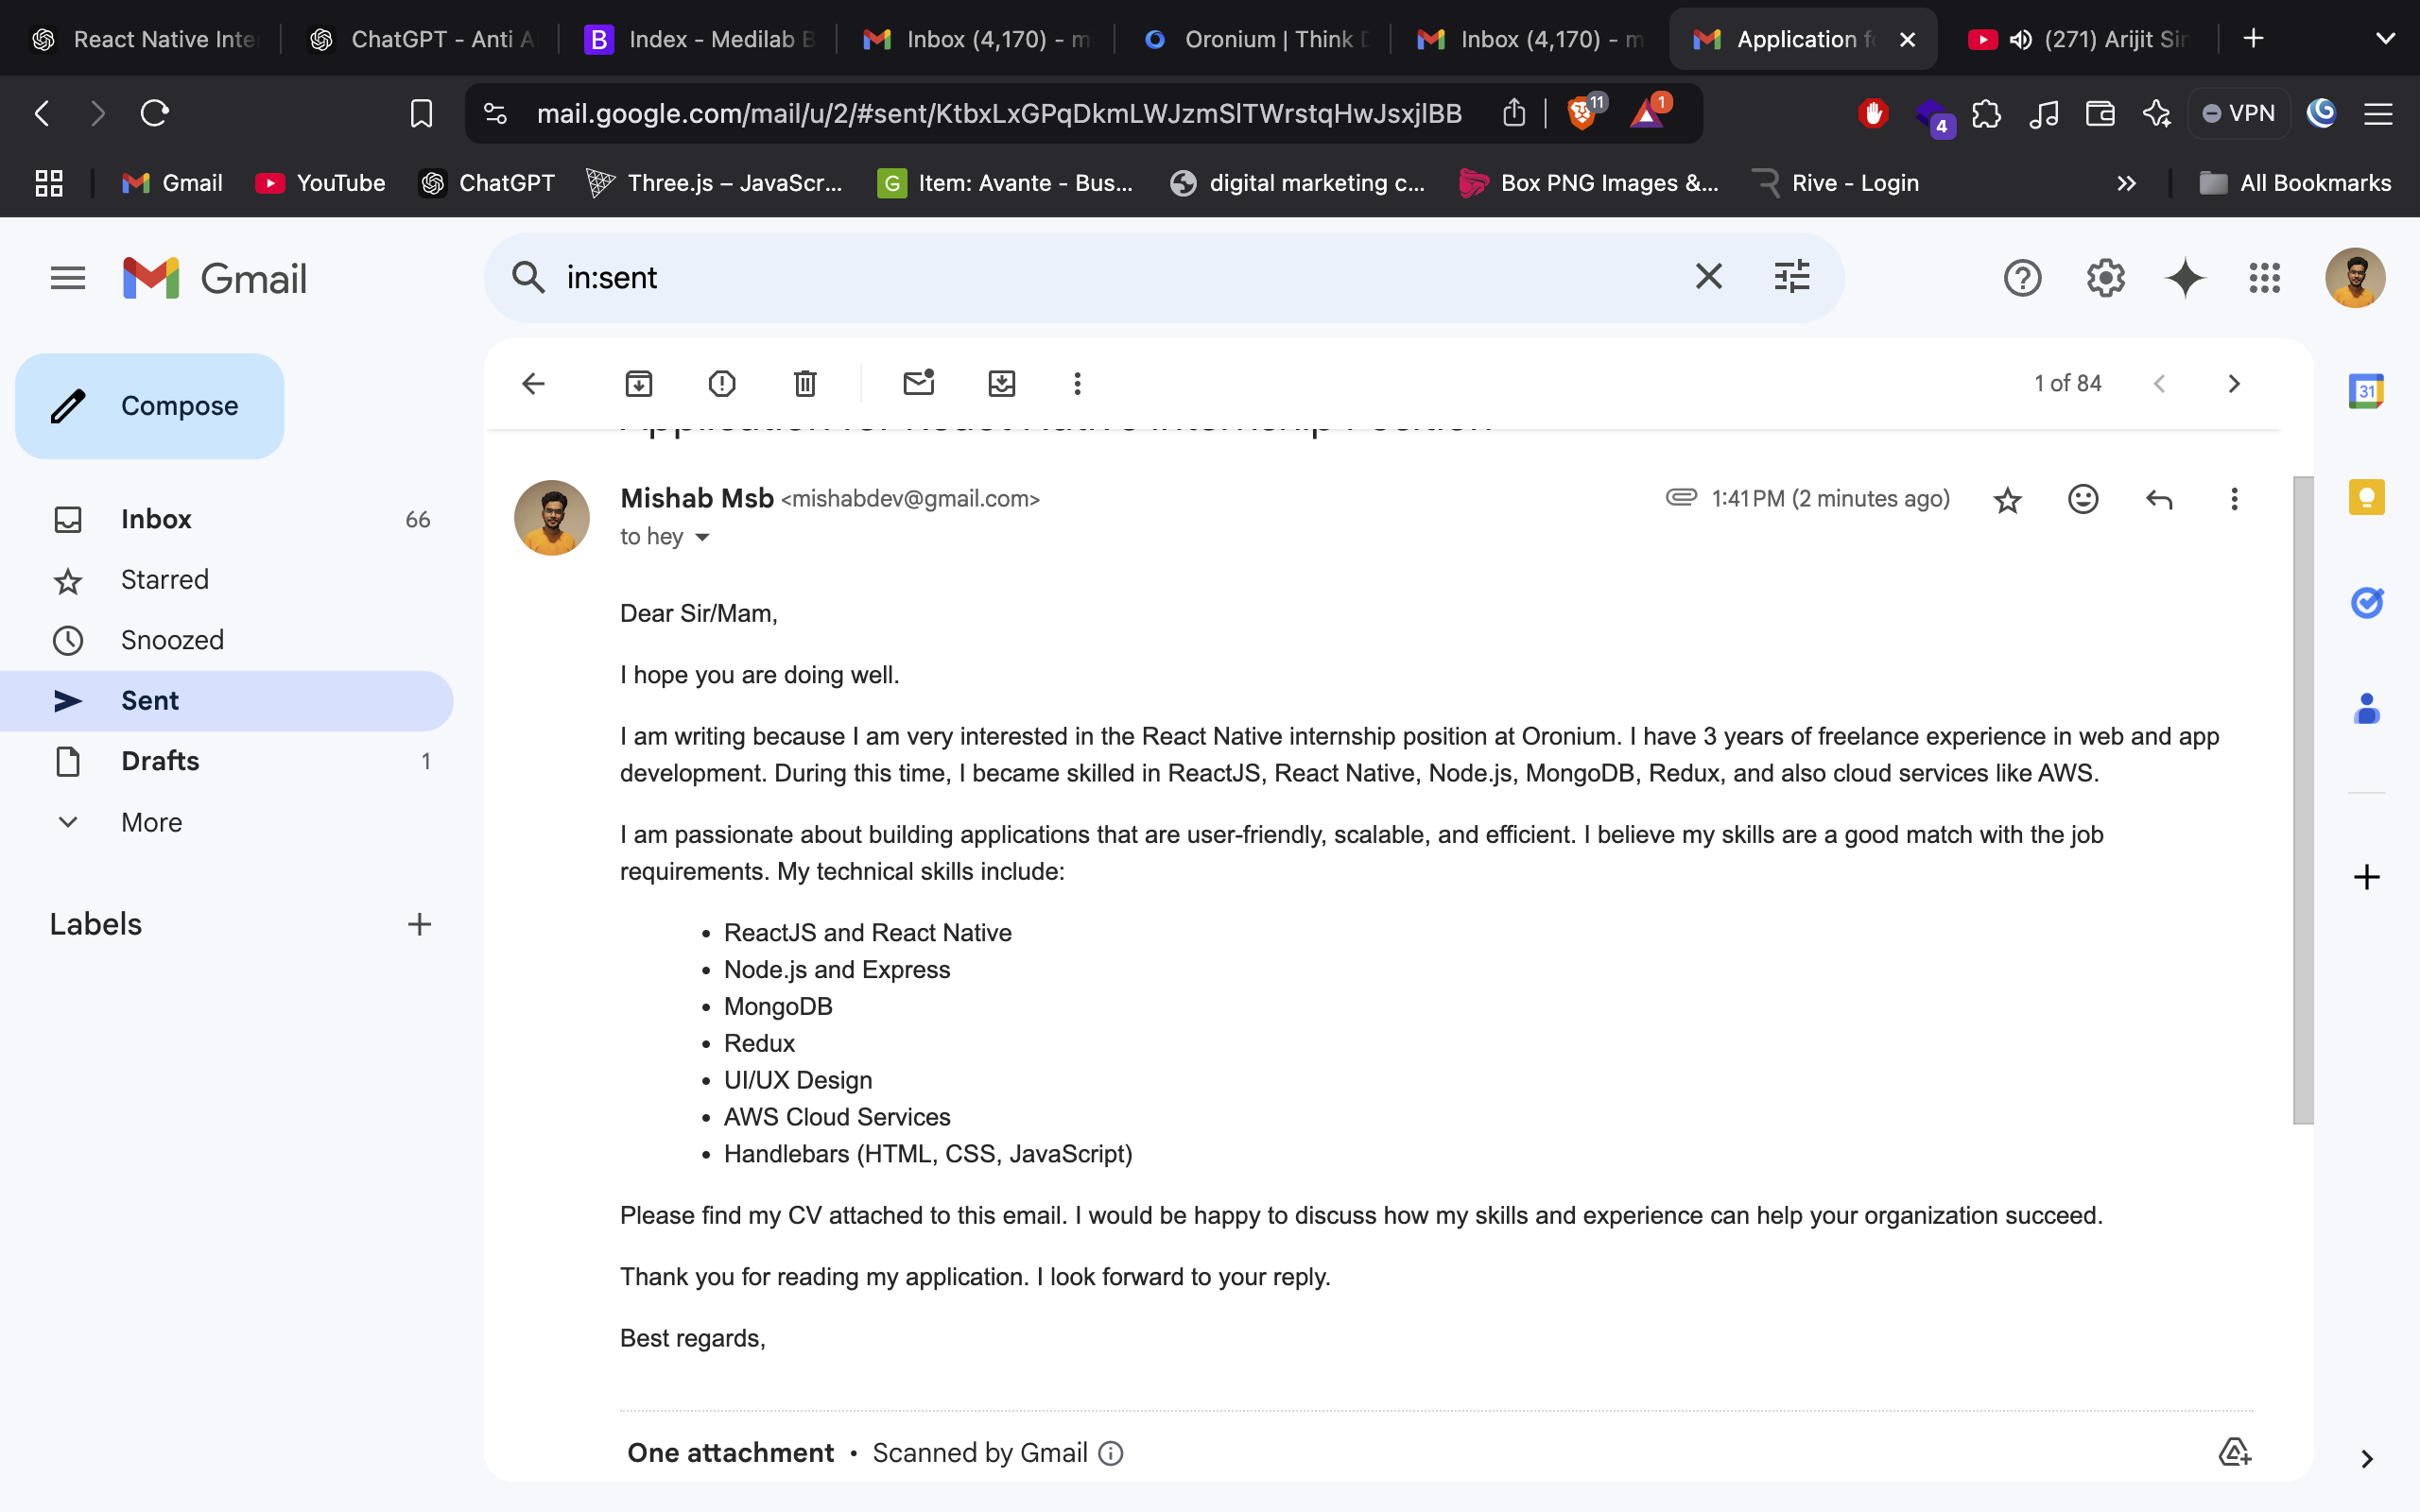 React Native Inte
ChatGPT - Anti A
Index - Medilab B
Inbox (4,170) - m
Oronium | Think D
Inbox (4,170) - m
Application fo
(271) Arijit Sin
mail.google.com/mail/u/2/#sent/KtbxLxGPqDkmLWJzmSlTWrstqHwJsxjlBB
11
1
4
VPN
Gmail
YouTube
ChatGPT
Three.js – JavaScr...
Item: Avante - Bus...
digital marketing c...
Box PNG Images &...
Rive - Login
All Bookmarks
Gmail
in:sent
Compose
1 of 84
Application for React Native Internship Position
Inbox 66
Starred
Snoozed
Sent
Drafts 1
More
Labels
Mishab Msb <mishabdev@gmail.com>
1:41 PM (2 minutes ago)
to hey
Dear Sir/Mam,
I hope you are doing well.
I am writing because I am very interested in the React Native internship position at Oronium. I have 3 years of freelance experience in web and app
development. During this time, I became skilled in ReactJS, React Native, Node.js, MongoDB, Redux, and also cloud services like AWS.
I am passionate about building applications that are user-friendly, scalable, and efficient. I believe my skills are a good match with the job
requirements. My technical skills include:
• ReactJS and React Native
• Node.js and Express
• MongoDB
• Redux
• UI/UX Design
• AWS Cloud Services
• Handlebars (HTML, CSS, JavaScript)
Please find my CV attached to this email. I would be happy to discuss how my skills and experience can help your organization succeed.
Thank you for reading my application. I look forward to your reply.
Best regards,
One attachment • Scanned by Gmail
31